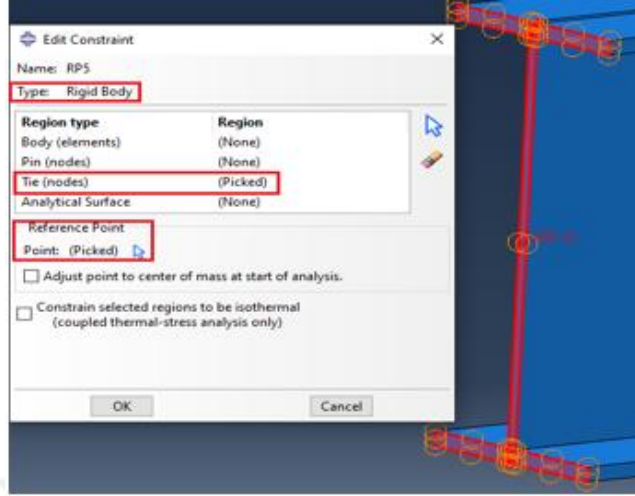 Edit Constraint
Name: RP5
Type: Rigid Body
Region type Region
Body (elements) (None)
Pin (nodes) (None)
Tie (nodes) (Picked)
Analytical Surface (None)
Reference Point
Point: (Picked)
Adjust point to center of mass at start of analysis.
Constrain selected regions to be isothermal
(coupled thermal-stress analysis only)
OK Cancel